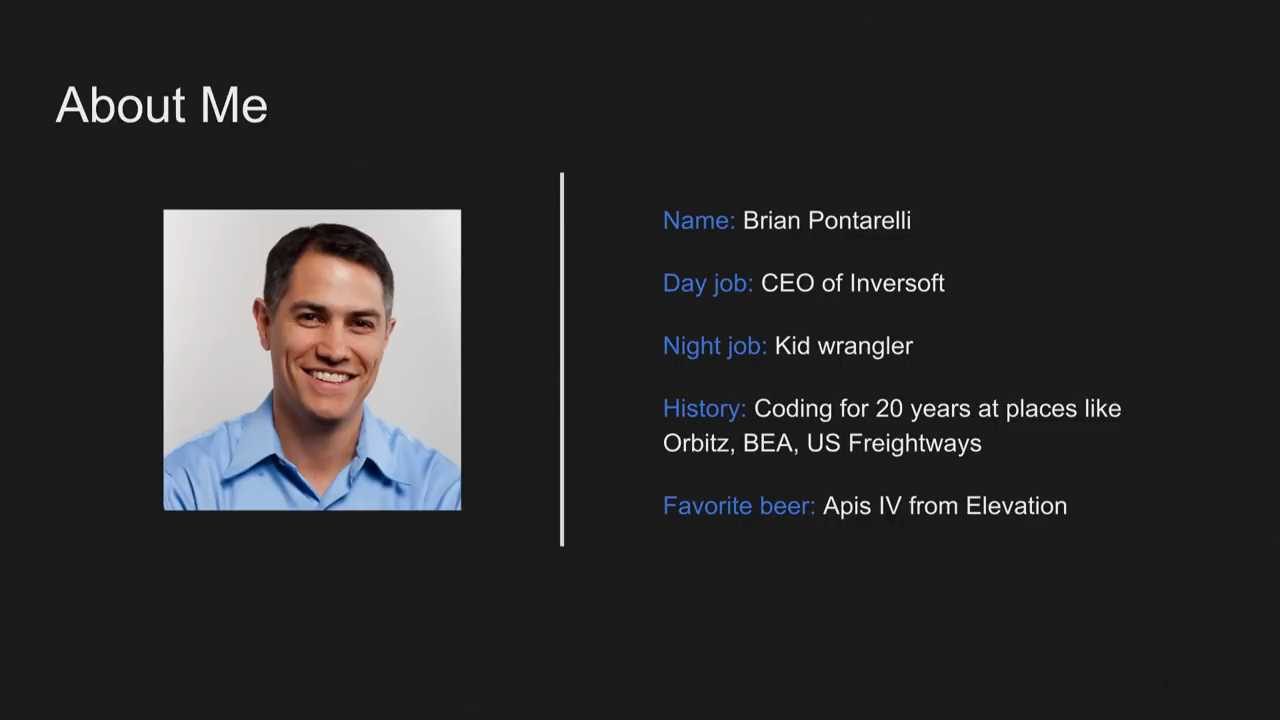 About Me
Name: Brian Pontarelli
Day job: CEO of Inversoft
Night job: Kid wrangler
History: Coding for 20 years at places like
Orbitz, BEA, US Freightways
Favorite beer: Apis IV from Elevation